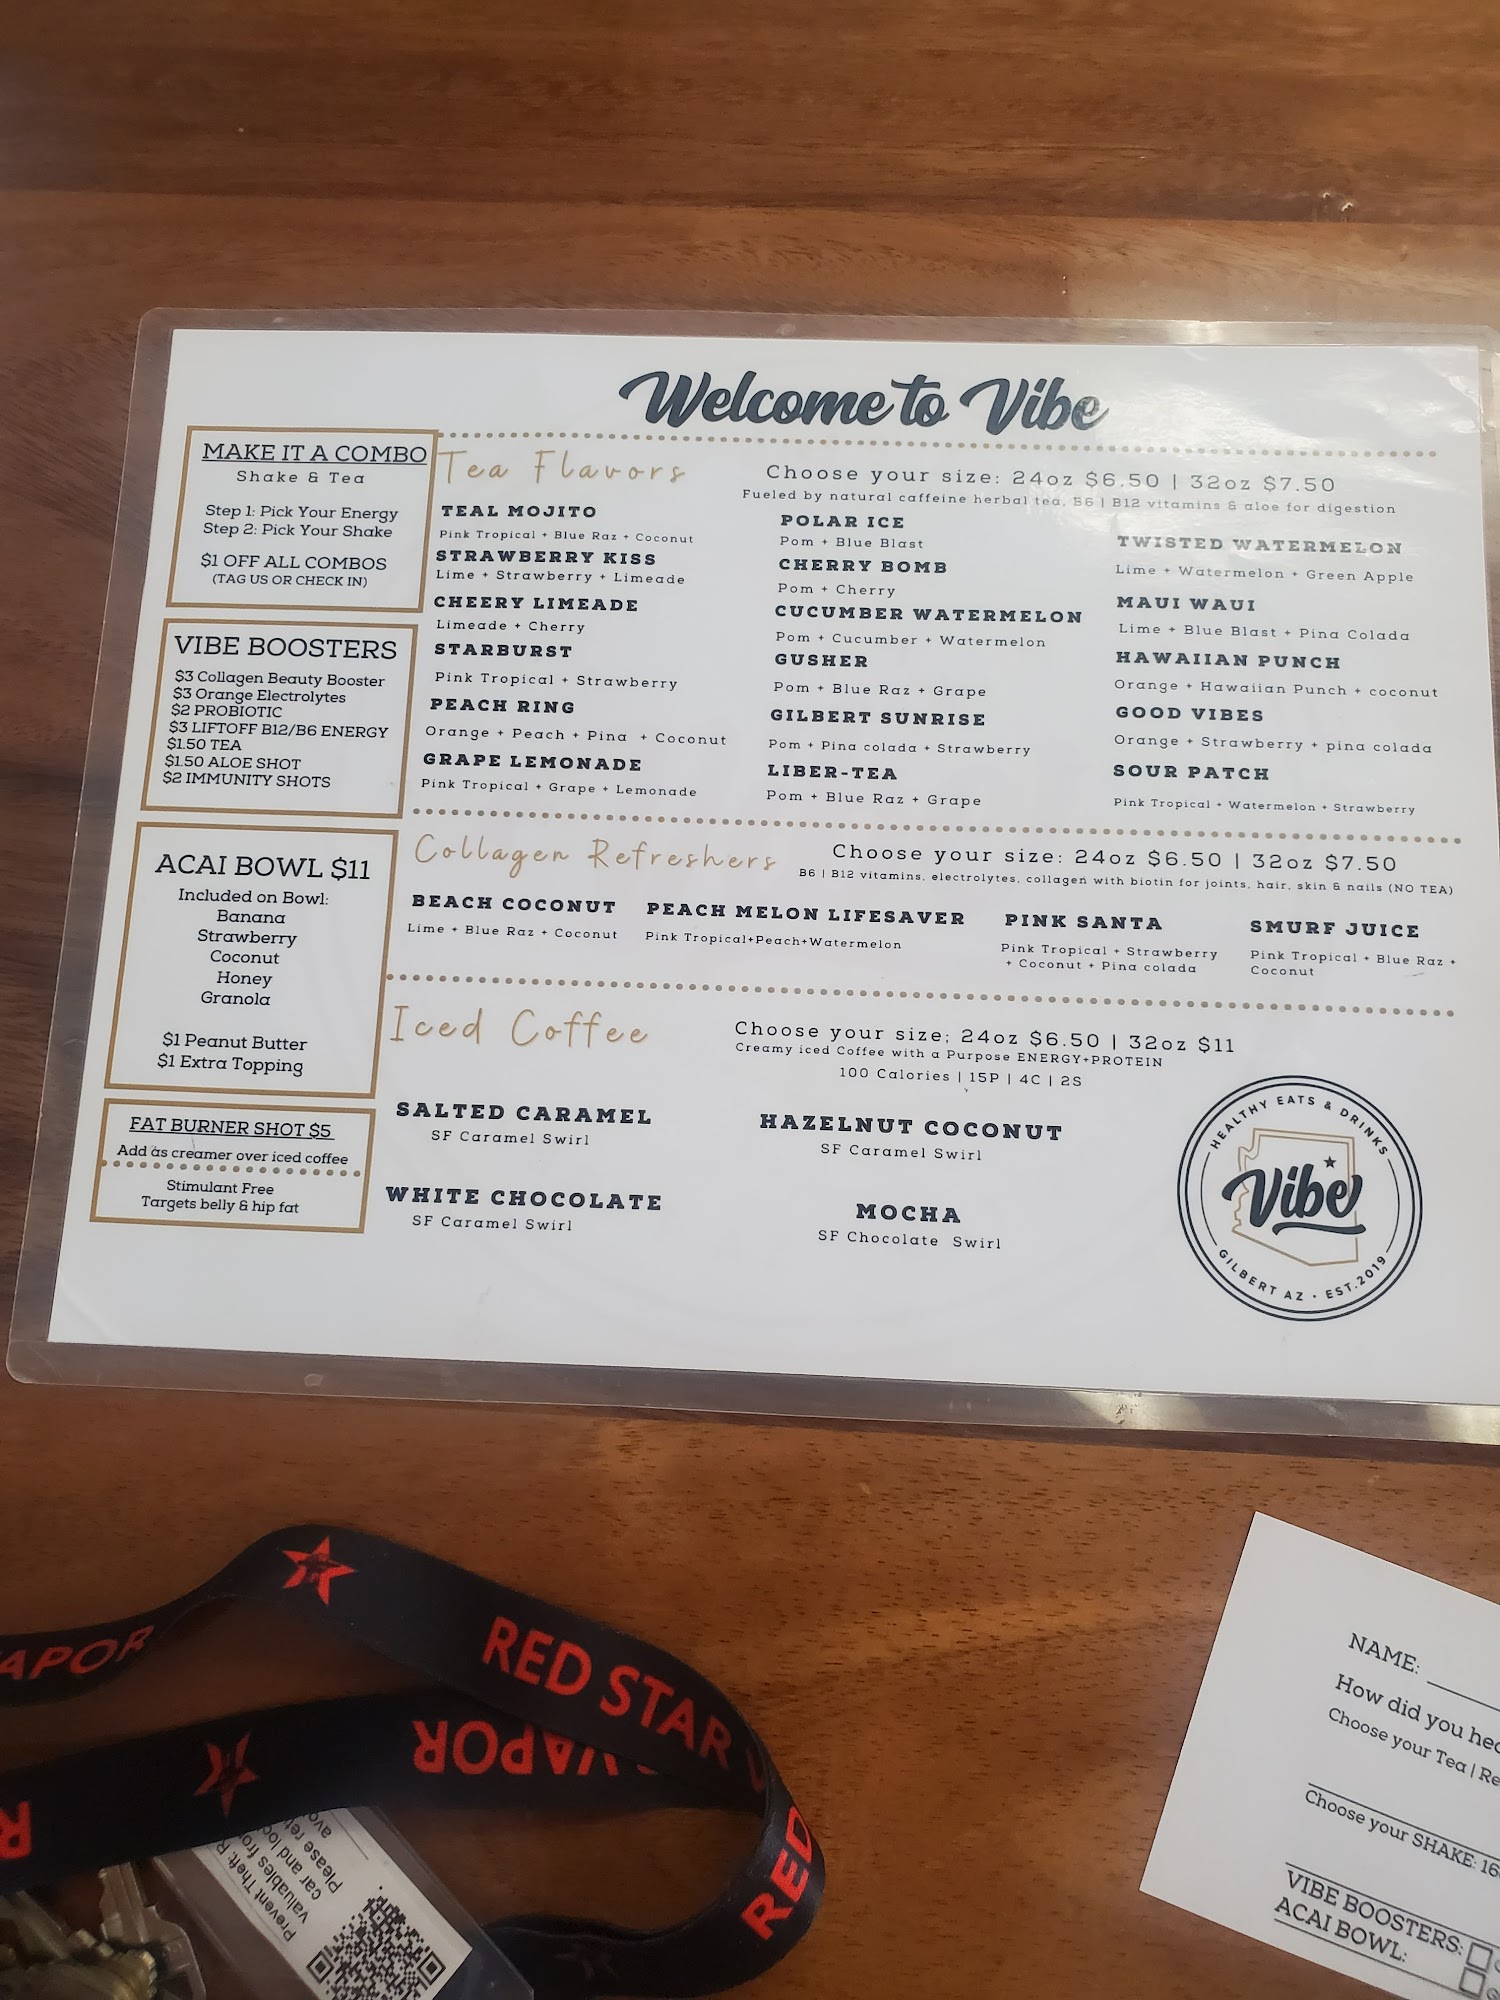 Welcome to Vibe
MAKE IT A COMBO
Shake & Tea
Step 1: Pick Your Energy
Step 2: Pick Your Shake
$1 OFF ALL COMBOS
(TAG US OR CHECK IN)
VIBE BOOSTERS
$3 Collagen Beauty Booster
$3 Orange Electrolytes
$2 PROBIOTIC
$3 LIFTOFF B12/B6 ENERGY
$1.50 TEA
$1.50 ALOE SHOT
$2 IMMUNITY SHOTS
ACAI BOWL $11
Included on Bowl:
Banana
Strawberry
Coconut
Honey
Granola
$1 Peanut Butter
$1 Extra Topping
FAT BURNER SHOT $5
Add as creamer over iced coffee
Stimulant Free
Targets belly & hip fat
Tea Flavors
Choose your size: 24oz $6.50 | 32oz $7.50
Fueled by natural caffeine herbal tea, B6 | B12 vitamins & aloe for digestion
TEAL MOJITO
Pink Tropical + Blue Raz + Coconut
STRAWBERRY KISS
Lime + Strawberry + Limeade
CHEERY LIMEADE
Limeade + Cherry
STARBURST
Pink Tropical + Strawberry
PEACH RING
Orange + Peach + Pina + Coconut
GRAPE LEMONADE
Pink Tropical + Grape + Lemonade
POLAR ICE
Pom + Blue Blast
CHERRY BOMB
Pom + Cherry
CUCUMBER WATERMELON
Pom + Cucumber + Watermelon
GUSHER
Pom + Blue Raz + Grape
GILBERT SUNRISE
Pom + Pina colada + Strawberry
LIBER-TEA
Pom + Blue Raz + Grape
TWISTED WATERMELON
Lime + Watermelon + Green Apple
MAUI WAUI
Lime + Blue Blast + Pina Colada
HAWAIIAN PUNCH
Orange + Hawaiian Punch + coconut
GOOD VIBES
Orange + Strawberry + pina colada
SOUR PATCH
Pink Tropical + Watermelon + Strawberry
Collagen Refreshers
Choose your size: 24oz $6.50 | 32oz $7.50
B6 | B12 vitamins, electrolytes, collagen with biotin for joints, hair, skin & nails (NO TEA)
BEACH COCONUT
Lime + Blue Raz + Coconut
PEACH MELON LIFESAVER
Pink Tropical+Peach+Watermelon
PINK SANTA
Pink Tropical + Strawberry
+ Coconut + Pina colada
SMURF JUICE
Pink Tropical + Blue Raz +
Coconut
Iced Coffee
Choose your size; 24oz $6.50 | 32oz $11
Creamy iced Coffee with a Purpose ENERGY+PROTEIN
100 Calories | 15P | 4C | 2S
SALTED CARAMEL
SF Caramel Swirl
HAZELNUT COCONUT
SF Caramel Swirl
WHITE CHOCOLATE
SF Caramel Swirl
MOCHA
SF Chocolate Swirl
HEALTHY EATS & DRINKS
Vibe
GILBERT AZ · EST.2019
RED STAR
VAPOR
RED
Prevent Theft:
valuables
car and
Please
NAME:
How did you
Choose your Tea |
Choose your SHAKE:
VIBE BOOSTERS:
ACAI BOWL: